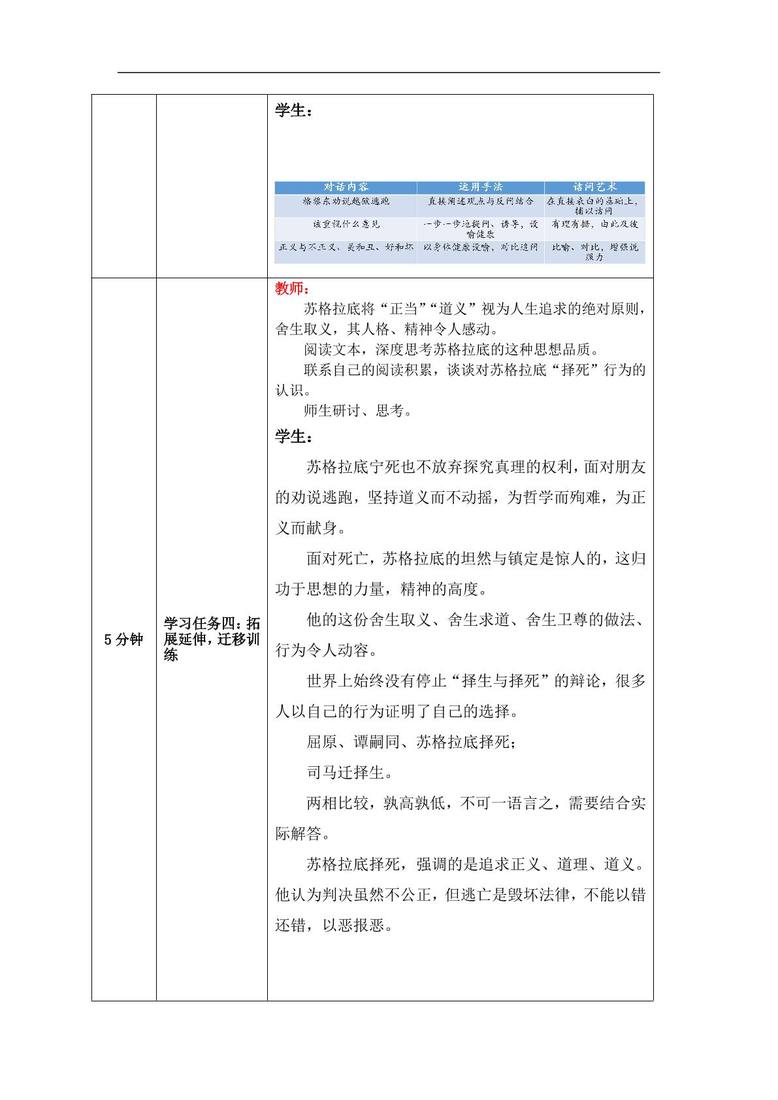 学生：
对话内容 运用手法 诘问艺术
格黎东劝说越狱逃跑 直接阐述观点与反问结合 在直接表白的基础上，
辅以诘问
该重视什么意见 一步一步地提问、诱导，设
喻健康
有理有据，由此及彼
正义与不正义、美和丑、好和坏 以身体健康设喻，对比追问 比喻、对比，增强说
服力
教师：
苏格拉底将“正当”“道义”视为人生追求的绝对原则，
舍生取义，其人格、精神令人感动。
阅读文本，深度思考苏格拉底的这种思想品质。
联系自己的阅读积累，谈谈对苏格拉底“择死”行为的
认识。
师生研讨、思考。
5 分钟
学习任务四：拓
展延伸，迁移训
练
学生：
苏格拉底宁死也不放弃探究真理的权利，面对朋友
的劝说逃跑，坚持道义而不动摇，为哲学而殉难，为正
义而献身。
面对死亡，苏格拉底的坦然与镇定是惊人的，这归
功于思想的力量，精神的高度。
他的这份舍生取义、舍生求道、舍生卫尊的做法、
行为令人动容。
世界上始终没有停止“择生与择死”的辩论，很多
人以自己的行为证明了自己的选择。
屈原、谭嗣同、苏格拉底择死；
司马迁择生。
两相比较，孰高孰低，不可一语言之，需要结合实
际解答。
苏格拉底择死，强调的是追求正义、道理、道义。
他认为判决虽然不公正，但逃亡是毁坏法律，不能以错
还错，以恶报恶。